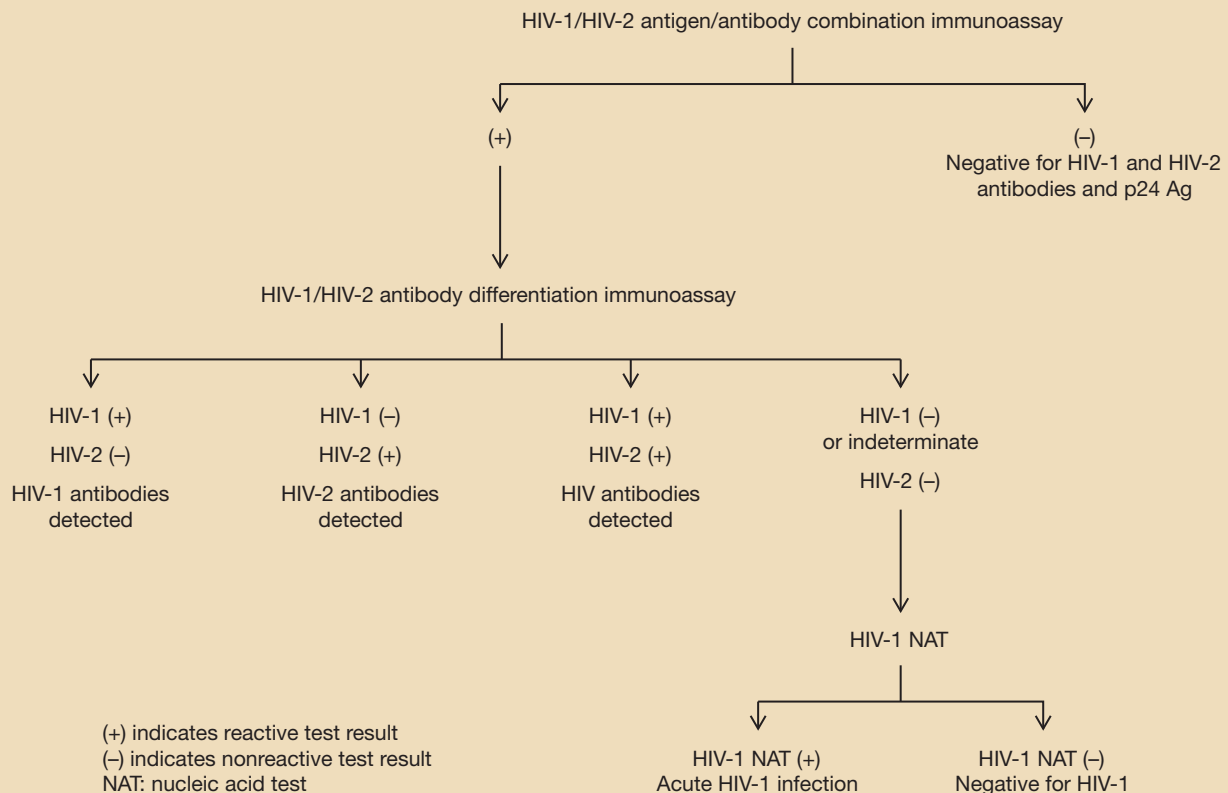 HIV-1/HIV-2 antigen/antibody combination immunoassay
(+)
(–)
Negative for HIV-1 and HIV-2
antibodies and p24 Ag
HIV-1/HIV-2 antibody differentiation immunoassay
HIV-1 (+)
HIV-2 (–)
HIV-1 antibodies
detected
HIV-1 (–)
HIV-2 (+)
HIV-2 antibodies
detected
HIV-1 (+)
HIV-2 (+)
HIV antibodies
detected
HIV-1 (–)
or indeterminate
HIV-2 (–)
HIV-1 NAT
HIV-1 NAT (+)
Acute HIV-1 infection
HIV-1 NAT (–)
Negative for HIV-1
(+) indicates reactive test result
(–) indicates nonreactive test result
NAT: nucleic acid test